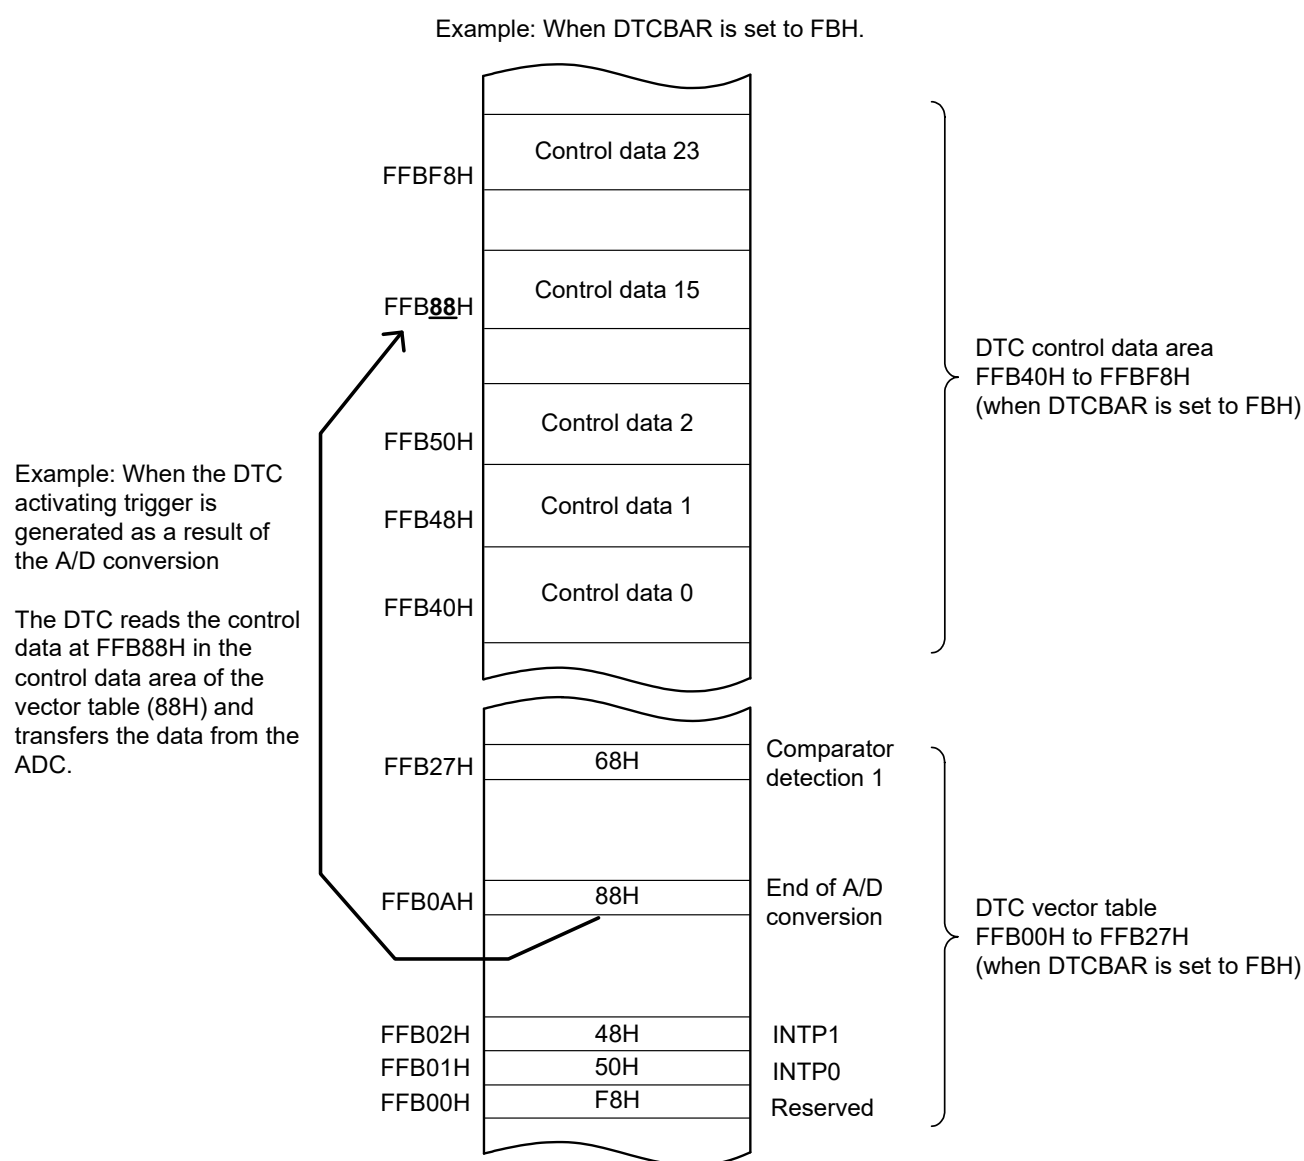 Example: When DTCBAR is set to FBH.
Control data 23
FFBF8H
Control data 15
FFB88H
DTC control data area
FFB40H to FFBF8H
(when DTCBAR is set to FBH)
Control data 2
FFB50H
Example: When the DTC
activating trigger is
generated as a result of
the A/D conversion
Control data 1
FFB48H
Control data 0
FFB40H
The DTC reads the control
data at FFB88H in the
control data area of the
vector table (88H) and
transfers the data from the
ADC.
FFB27H
68H
Comparator
detection 1
FFB0AH
88H
End of A/D
conversion
DTC vector table
FFB00H to FFB27H
(when DTCBAR is set to FBH)
FFB02H
48H
INTP1
FFB01H
50H
INTP0
FFB00H
F8H
Reserved